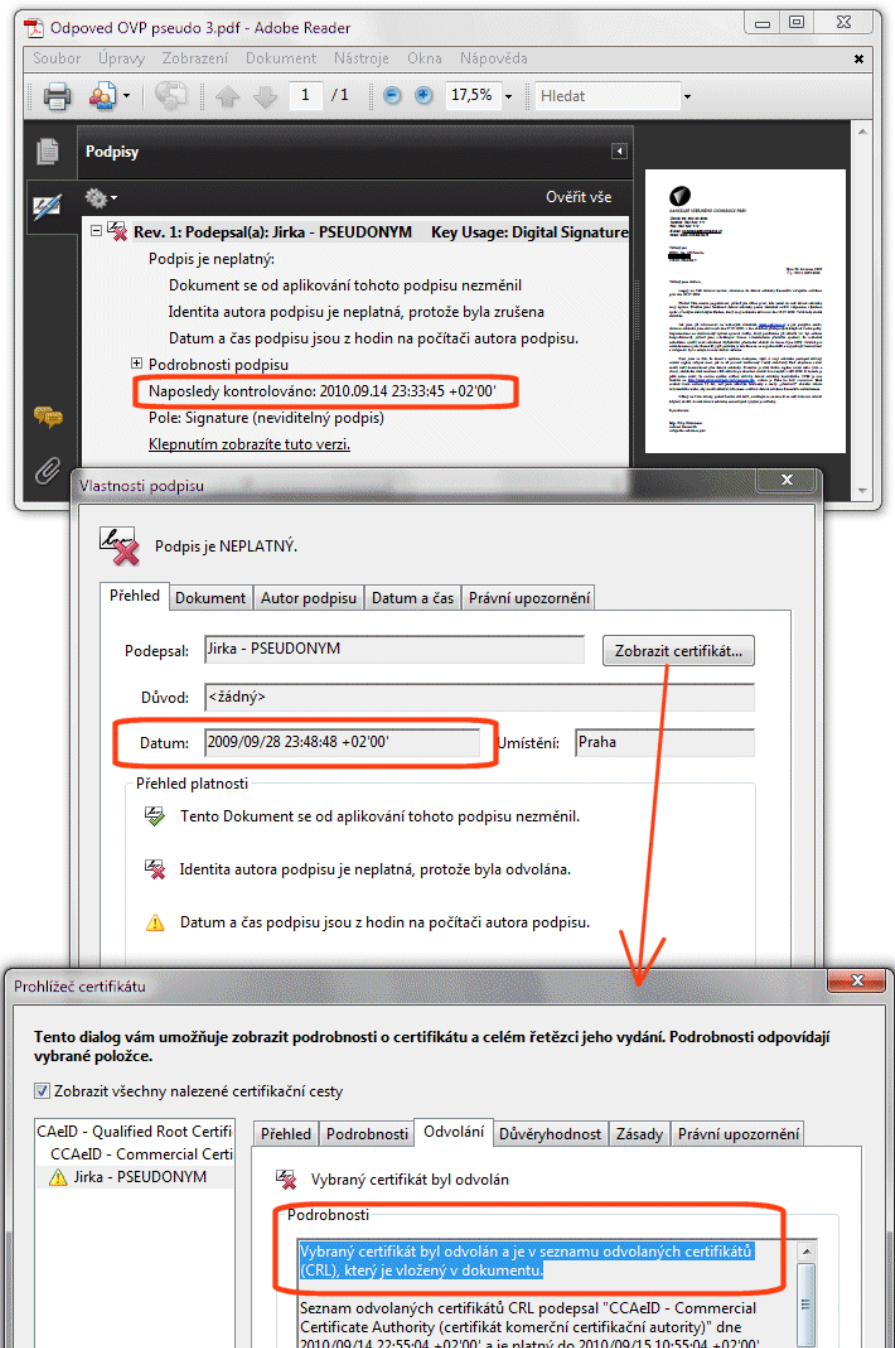 Odpoved OVP pseudo 3.pdf - Adobe Reader
Soubor Úpravy Zobrazení Dokument Nástroje Okna Nápověda
1 /1 17,5% Hledat
Podpisy
Ověřit vše
Rev. 1: Podepsal(a): Jirka - PSEUDONYM Key Usage: Digital Signature
Podpis je neplatný:
Dokument se od aplikování tohoto podpisu nezměnil
Identita autora podpisu je neplatná, protože byla zrušena
Datum a čas podpisu jsou z hodin na počítači autora podpisu.
Podrobnosti podpisu
Naposledy kontrolováno: 2010.09.14 23:33:45 +02'00'
Pole: Signature (neviditelný podpis)
Klepnutím zobrazíte tuto verzi.
Vlastnosti podpisu
Podpis je NEPLATNÝ.
Přehled Dokument Autor podpisu Datum a čas Právní upozornění
Podepsal: Jirka - PSEUDONYM Zobrazit certifikát...
Důvod: <žádný>
Datum: 2009/09/28 23:48:48 +02'00' Umístění: Praha
Přehled platnosti
Tento Dokument se od aplikování tohoto podpisu nezměnil.
Identita autora podpisu je neplatná, protože byla odvolána.
Datum a čas podpisu jsou z hodin na počítači autora podpisu.
Prohlížeč certifikátu
Tento dialog vám umožňuje zobrazit podrobnosti o certifikátu a celém řetězci jeho vydání. Podrobnosti odpovídají
vybrané položce.
Zobrazit všechny nalezené certifikační cesty
CAeID - Qualified Root Certifi
CCAeID - Commercial Certi
Jirka - PSEUDONYM
Přehled Podrobnosti Odvolání Důvěryhodnost Zásady Právní upozornění
Vybraný certifikát byl odvolán
Podrobnosti
Vybraný certifikát byl odvolán a je v seznamu odvolaných certifikátů
(CRL), který je vložený v dokumentu.
Seznam odvolaných certifikátů CRL podepsal "CCAeID - Commercial
Certificate Authority (certifikát komerční certifikační autority)" dne
2010/09/14 22:55:04 +02'00' a je platný do 2010/09/15 10:55:04 +02'00'